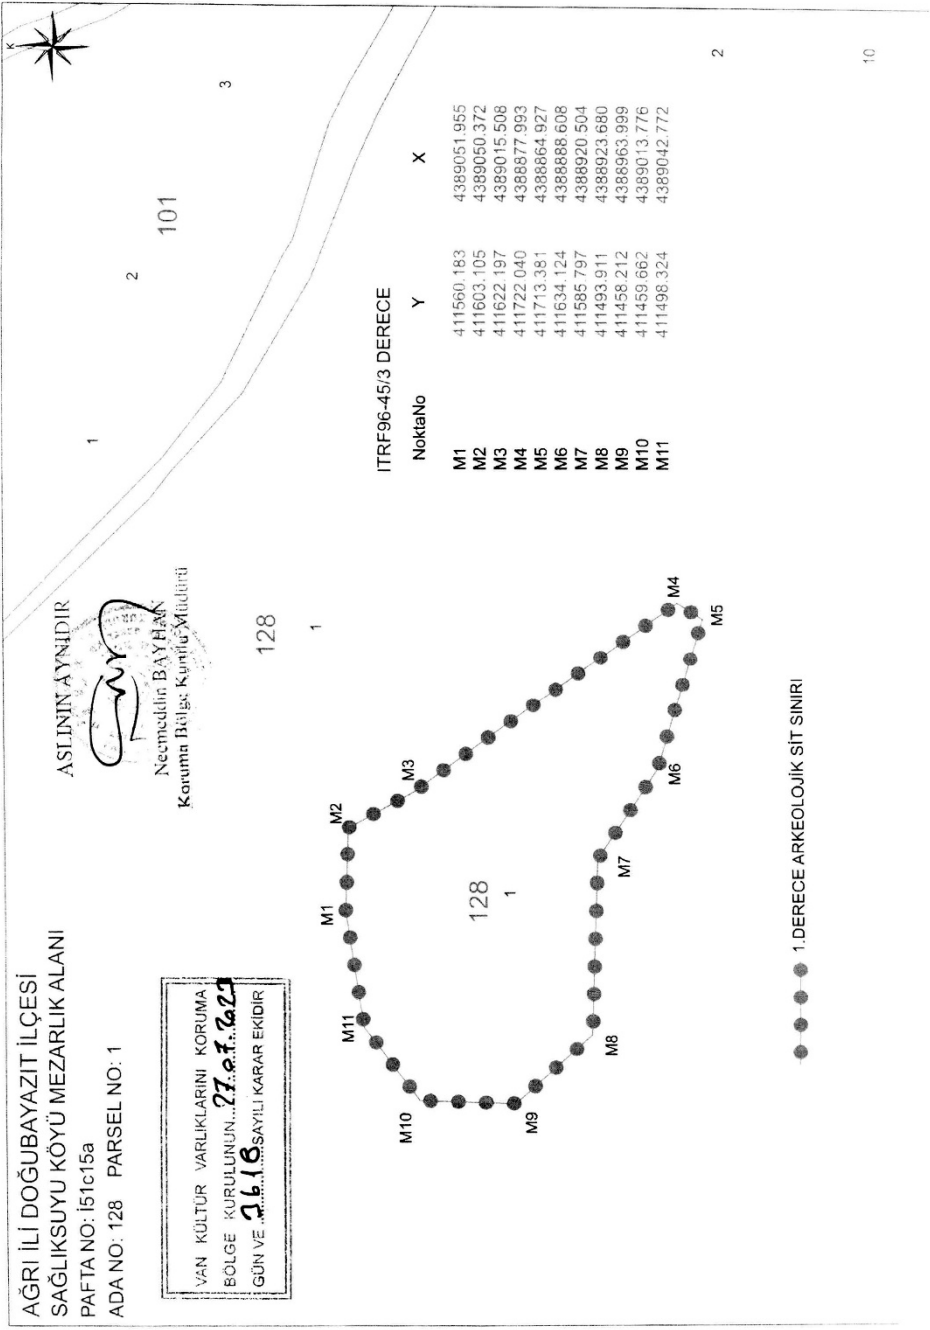 AĞRI İLİ DOĞUBAYAZIT İLÇESİ
SAĞLIKSUYU KÖYÜ MEZARLIK ALANI
PAFTA NO: İ51c15a
ADA NO: 128 PARSEL NO: 1
VAN KÜLTÜR VARLIKLARINI KORUMA
BÖLGE KURULUNUN...27.07.2023
GÜN VE SAYILI KARAR EKİDİR
ASLININ AYNIDIR
Necmeddin BAYHAN
Koruma Bölge Kurulu Müdürü
K
1
2
3
101
128
1
128
1
2
10
M1
M2
M3
M4
M5
M6
M7
M8
M9
M10
M11
ITRF96-45/3 DERECE
NoktaNo Y X
M1 411560.183 4389051.955
M2 411603.105 4389050.372
M3 411622.197 4389015.508
M4 411722.040 4388877.993
M5 411713.381 4388864.927
M6 411634.124 4388888.608
M7 411585.797 4388920.504
M8 411493.911 4388923.680
M9 411458.212 4388963.999
M10 411459.662 4389013.776
M11 411498.324 4389042.772
1.DERECE ARKEOLOJİK SİT SINIRI